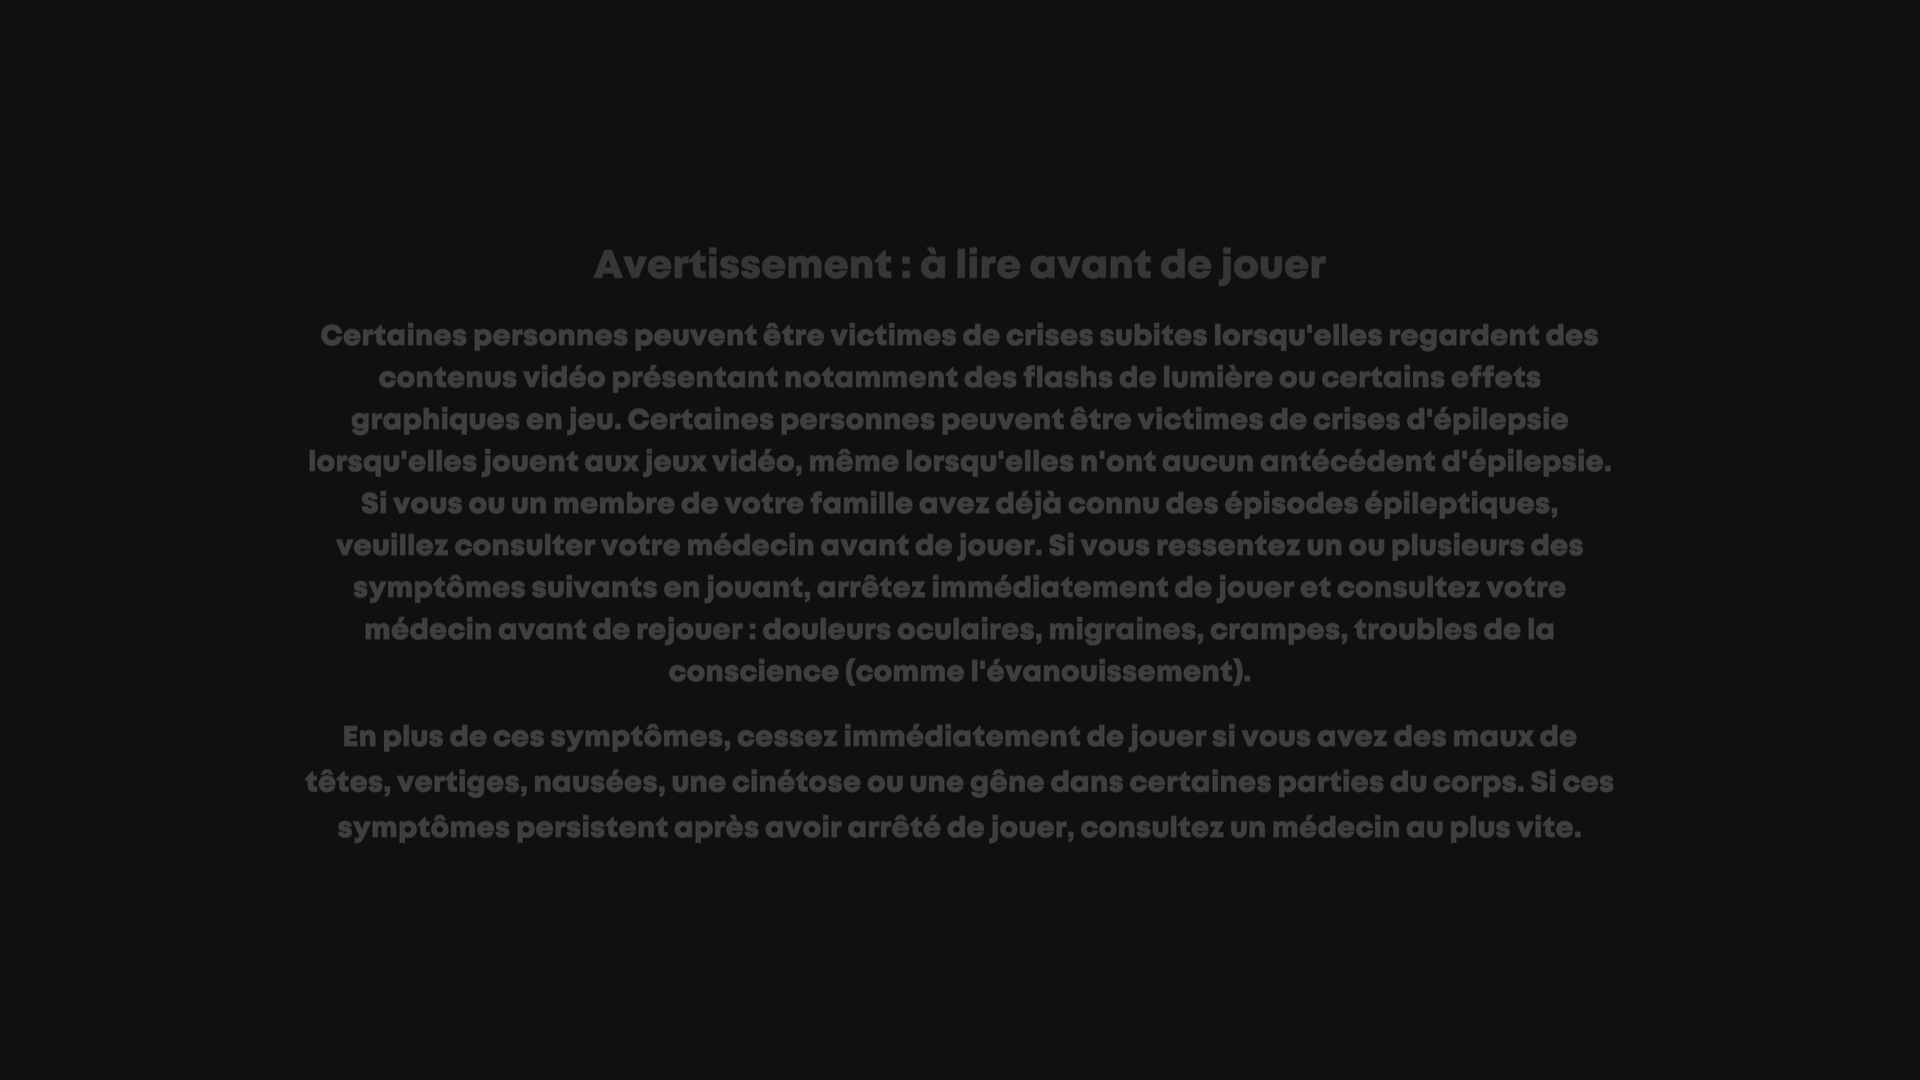 Avertissement : à lire avant de jouer
Certaines personnes peuvent être victimes de crises subites lorsqu'elles regardent des
contenus vidéo présentant notamment des flashs de lumière ou certains effets
graphiques en jeu. Certaines personnes peuvent être victimes de crises d'épilepsie
lorsqu'elles jouent aux jeux vidéo, même lorsqu'elles n'ont aucun antécédent d'épilepsie.
Si vous ou un membre de votre famille avez déjà connu des épisodes épileptiques,
veuillez consulter votre médecin avant de jouer. Si vous ressentez un ou plusieurs des
symptômes suivants en jouant, arrêtez immédiatement de jouer et consultez votre
médecin avant de rejouer : douleurs oculaires, migraines, crampes, troubles de la
conscience (comme l'évanouissement).
En plus de ces symptômes, cessez immédiatement de jouer si vous avez des maux de
têtes, vertiges, nausées, une cinétose ou une gêne dans certaines parties du corps. Si ces
symptômes persistent après avoir arrêté de jouer, consultez un médecin au plus vite.